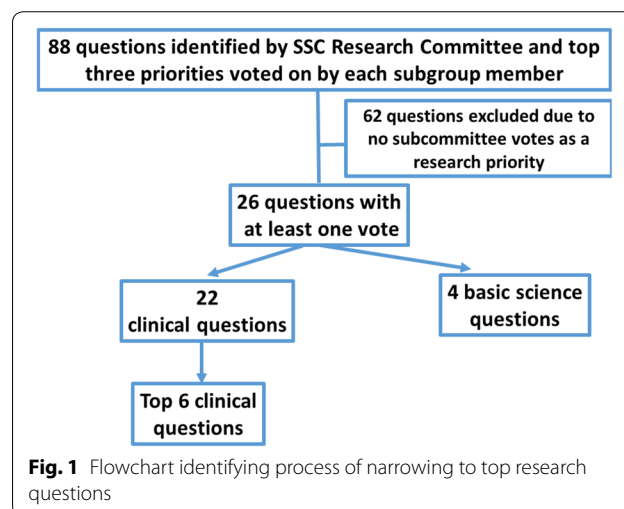 88 questions identified by SSC Research Committee and top
three priorities voted on by each subgroup member
62 questions excluded due to
no subcommittee votes as a
research priority
26 questions with
at least one vote
22
clinical questions
4 basic science
questions
Top 6 clinical
questions
Fig. 1 Flowchart identifying process of narrowing to top research
questions